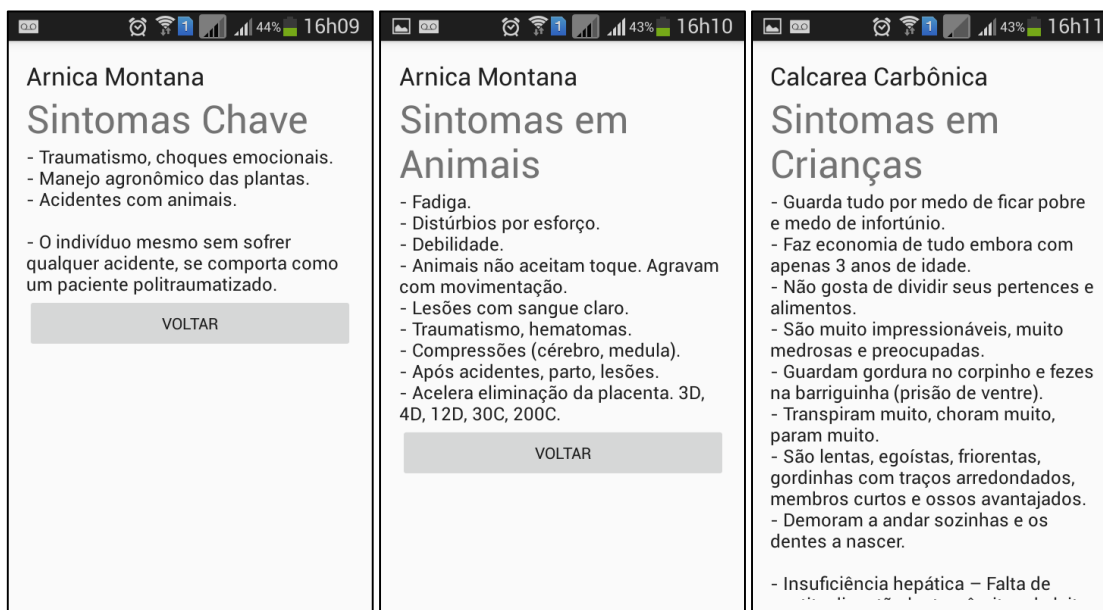 44% 16h09
Arnica Montana
Sintomas Chave
- Traumatismo, choques emocionais.
- Manejo agronômico das plantas.
- Acidentes com animais.
- O indivíduo mesmo sem sofrer
qualquer acidente, se comporta como
um paciente politraumatizado.
VOLTAR
1 43% 16h10
Arnica Montana
Sintomas em
Animais
- Fadiga.
- Distúrbios por esforço.
- Debilidade.
- Animais não aceitam toque. Agravam
com movimentação.
- Lesões com sangue claro.
- Traumatismo, hematomas.
- Compressões (cérebro, medula).
- Após acidentes, parto, lesões.
- Acelera eliminação da placenta. 3D,
4D, 12D, 30C, 200C.
VOLTAR
1 43% 16h11
Calcarea Carbônica
Sintomas em
Crianças
- Guarda tudo por medo de ficar pobre
e medo de infortúnio.
- Faz economia de tudo embora com
apenas 3 anos de idade.
- Não gosta de dividir seus pertences e
alimentos.
- São muito impressionáveis, muito
medrosas e preocupadas.
- Guardam gordura no corpinho e fezes
na barriguinha (prisão de ventre).
- Transpiram muito, choram muito,
param muito.
- São lentas, egoístas, friorentas,
gordinhas com traços arredondados,
membros curtos e ossos avantajados.
- Demoram a andar sozinhas e os
dentes a nascer.
- Insuficiência hepática – Falta de